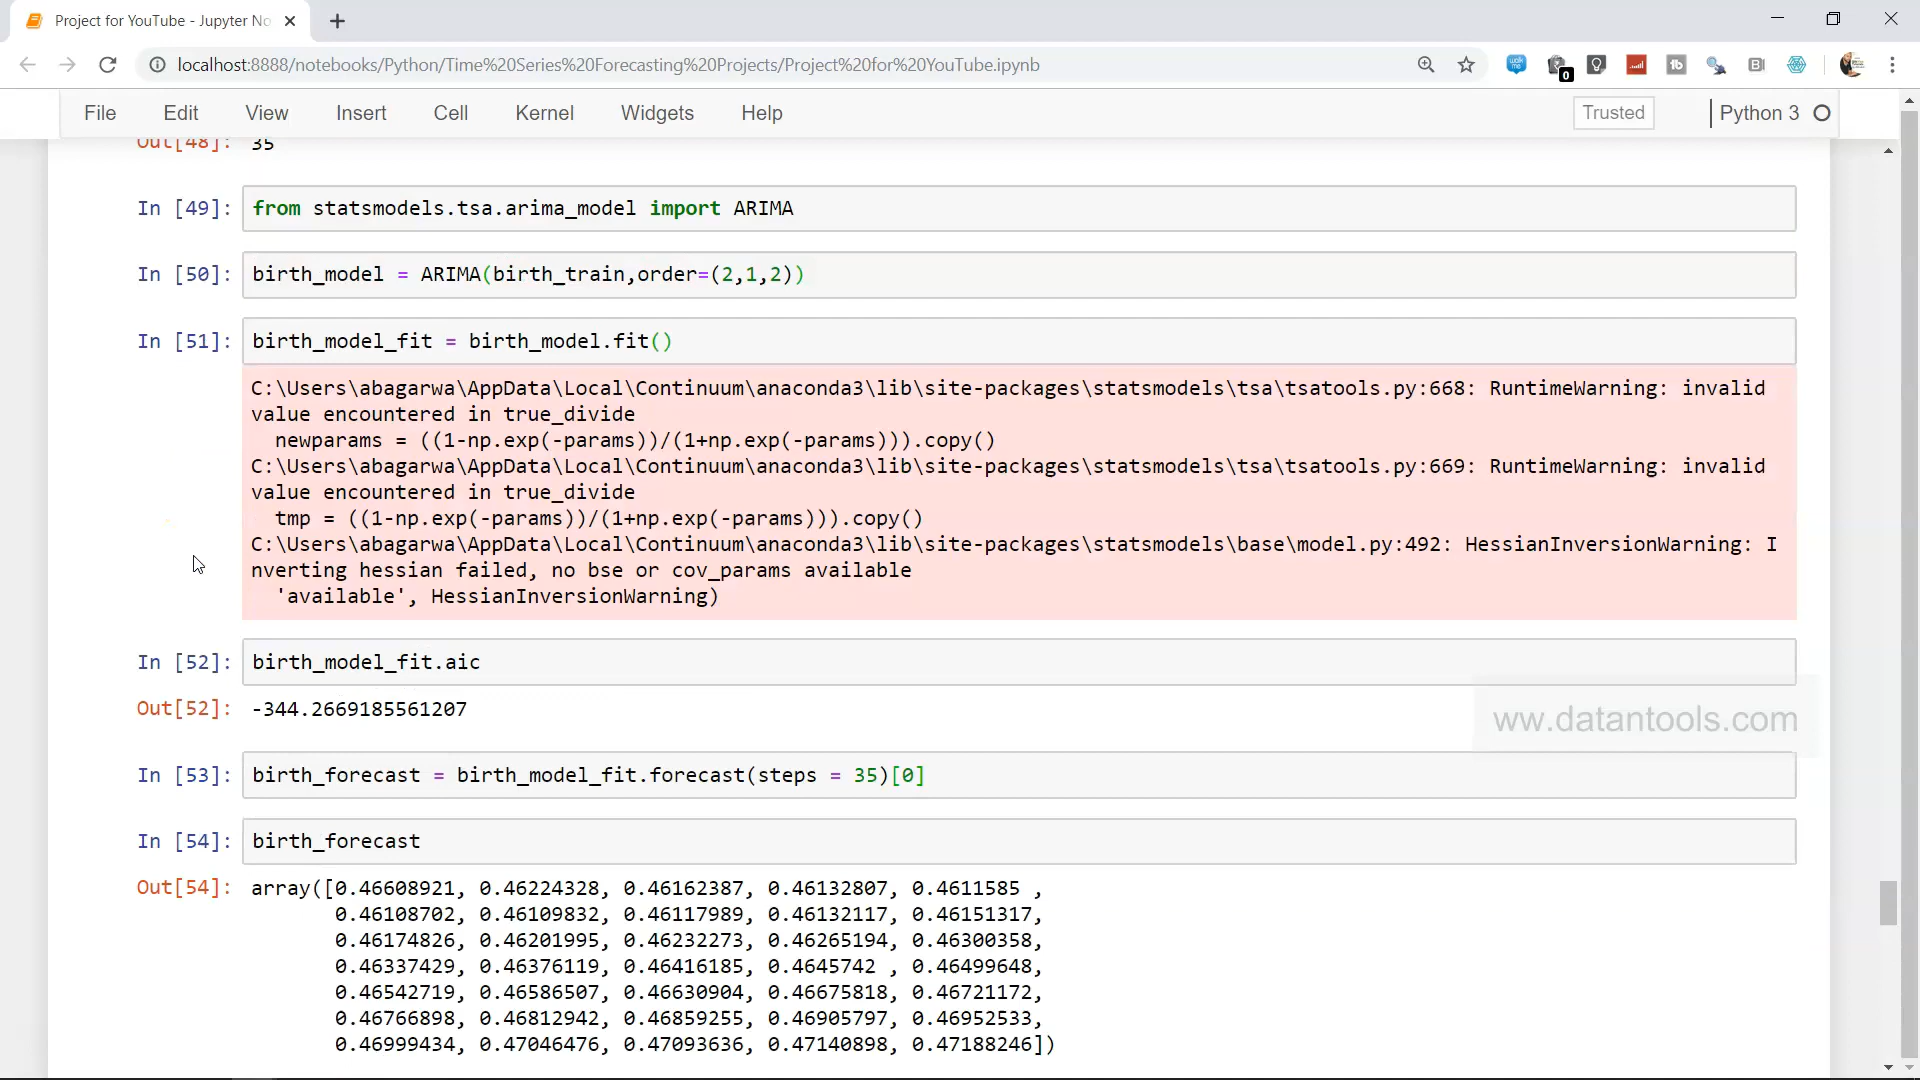 Project for YouTube - Jupyter No
localhost:8888/notebooks/Python/Time%20Series%20Forecasting%20Projects/Project%20for%20YouTube.ipynb
0
File Edit View Insert Cell Kernel Widgets Help Trusted Python 3
Out[48]: 35
In [49]: from statsmodels.tsa.arima_model import ARIMA
In [50]: birth_model = ARIMA(birth_train,order=(2,1,2))
In [51]: birth_model_fit = birth_model.fit()
C:\Users\abagarwa\AppData\Local\Continuum\anaconda3\lib\site-packages\statsmodels\tsa\tsatools.py:668: RuntimeWarning: invalid
value encountered in true_divide
newparams = ((1-np.exp(-params))/(1+np.exp(-params))).copy()
C:\Users\abagarwa\AppData\Local\Continuum\anaconda3\lib\site-packages\statsmodels\tsa\tsatools.py:669: RuntimeWarning: invalid
value encountered in true_divide
tmp = ((1-np.exp(-params))/(1+np.exp(-params))).copy()
C:\Users\abagarwa\AppData\Local\Continuum\anaconda3\lib\site-packages\statsmodels\base\model.py:492: HessianInversionWarning: I
nverting hessian failed, no bse or cov_params available
'available', HessianInversionWarning)
In [52]: birth_model_fit.aic
Out[52]: -344.2669185561207
ww.datantools.com
In [53]: birth_forecast = birth_model_fit.forecast(steps = 35)[0]
In [54]: birth_forecast
Out[54]: array([0.46608921, 0.46224328, 0.46162387, 0.46132807, 0.4611585 ,
0.46108702, 0.46109832, 0.46117989, 0.46132117, 0.46151317,
0.46174826, 0.46201995, 0.46232273, 0.46265194, 0.46300358,
0.46337429, 0.46376119, 0.46416185, 0.4645742 , 0.46499648,
0.46542719, 0.46586507, 0.46630904, 0.46675818, 0.46721172,
0.46766898, 0.46812942, 0.46859255, 0.46905797, 0.46952533,
0.46999434, 0.47046476, 0.47093636, 0.47140898, 0.47188246])